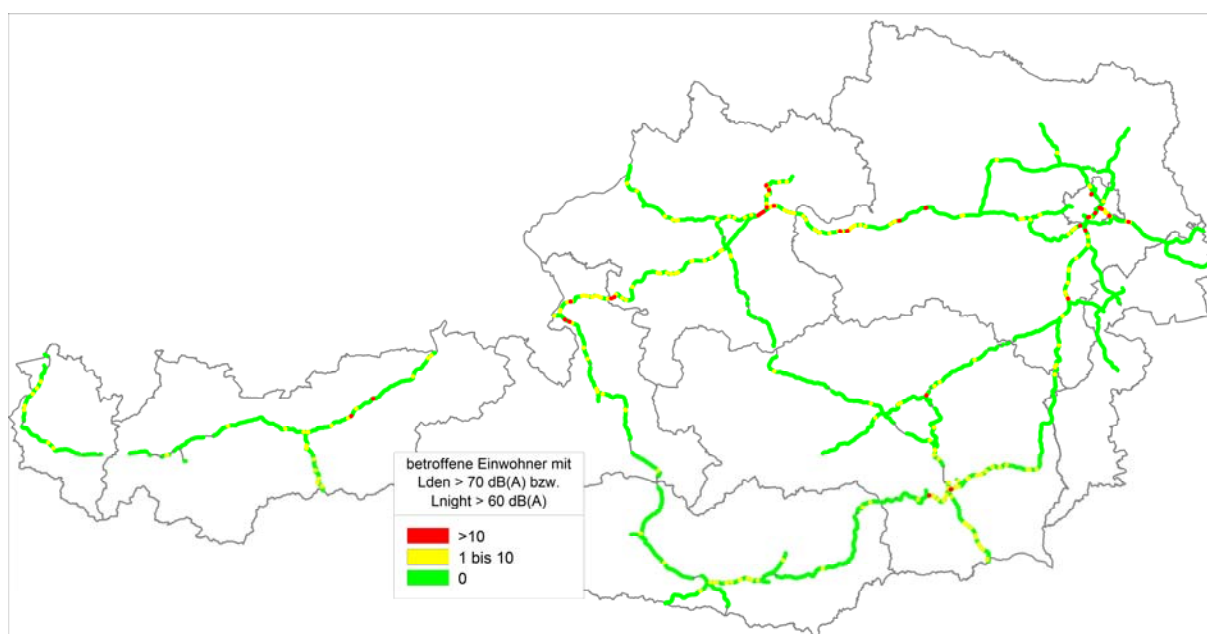 betroffene Einwohner mit
Lden > 70 dB(A) bzw.
Lnight > 60 dB(A)
>10
1 bis 10
0